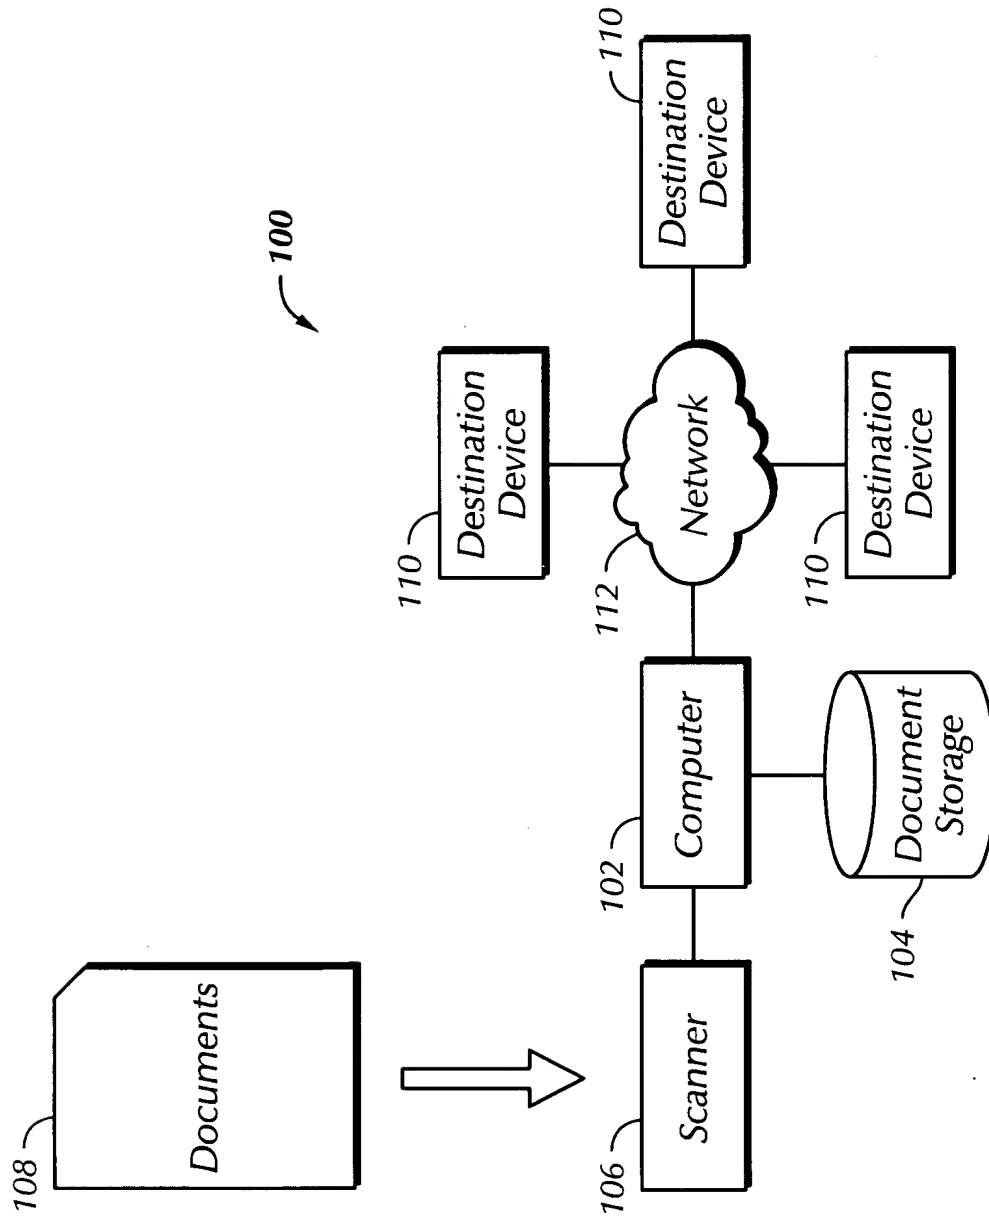 100
108
Documents
106
Scanner
102
Computer
104
Document
Storage
112
Network
110
Destination
Device
110
Destination
Device
110
Destination
Device